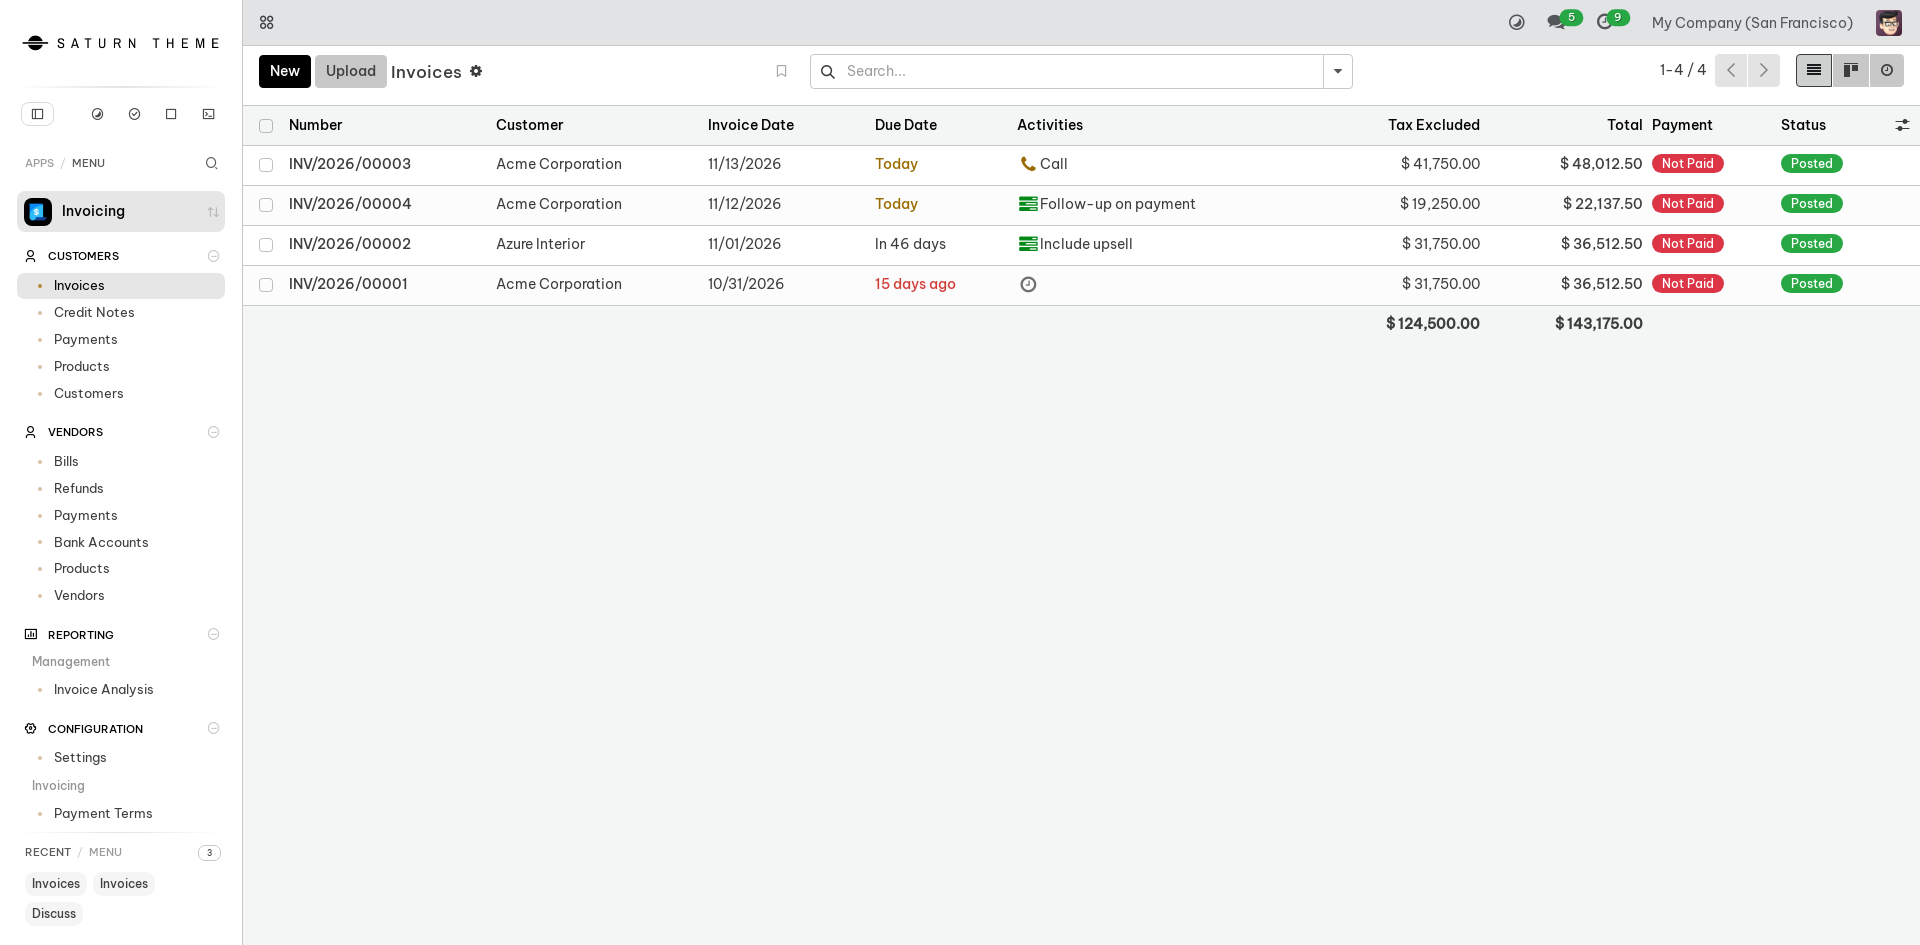 SATURN THEME
APPS / MENU
Invoicing
CUSTOMERS
Invoices
Credit Notes
Payments
Products
Customers
VENDORS
Bills
Refunds
Payments
Bank Accounts
Products
Vendors
REPORTING
Management
Invoice Analysis
CONFIGURATION
Settings
Invoicing
Payment Terms
RECENT / MENU 3
Invoices Invoices
Discuss
5 9 My Company (San Francisco)
New Upload Invoices Search... 1-4 / 4
Number Customer Invoice Date Due Date Activities Tax Excluded Total Payment Status
INV/2026/00003 Acme Corporation 11/13/2026 Today Call $ 41,750.00 $ 48,012.50 Not Paid Posted
INV/2026/00004 Acme Corporation 11/12/2026 Today Follow-up on payment $ 19,250.00 $ 22,137.50 Not Paid Posted
INV/2026/00002 Azure Interior 11/01/2026 In 46 days Include upsell $ 31,750.00 $ 36,512.50 Not Paid Posted
INV/2026/00001 Acme Corporation 10/31/2026 15 days ago $ 31,750.00 $ 36,512.50 Not Paid Posted
$ 124,500.00 $ 143,175.00